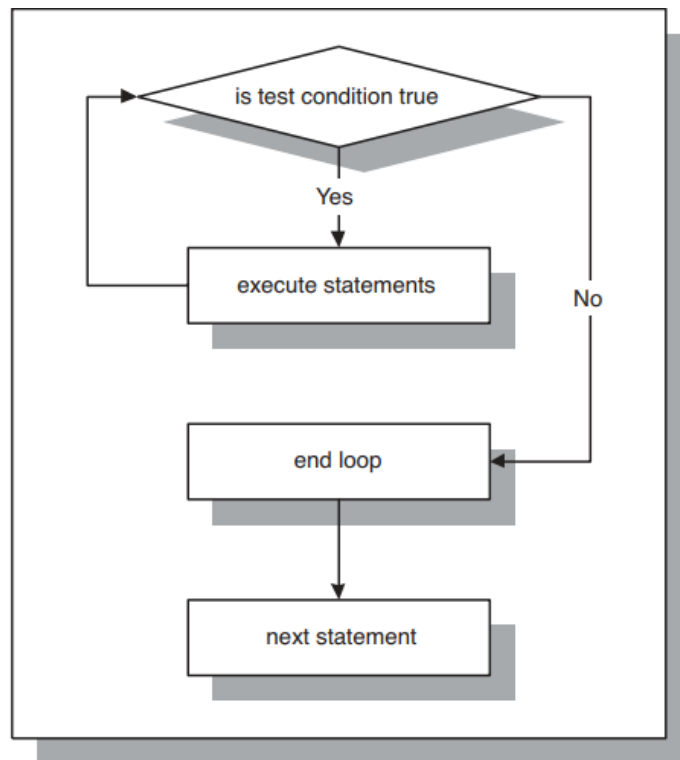 is test condition true
Yes
execute statements
No
end loop
next statement